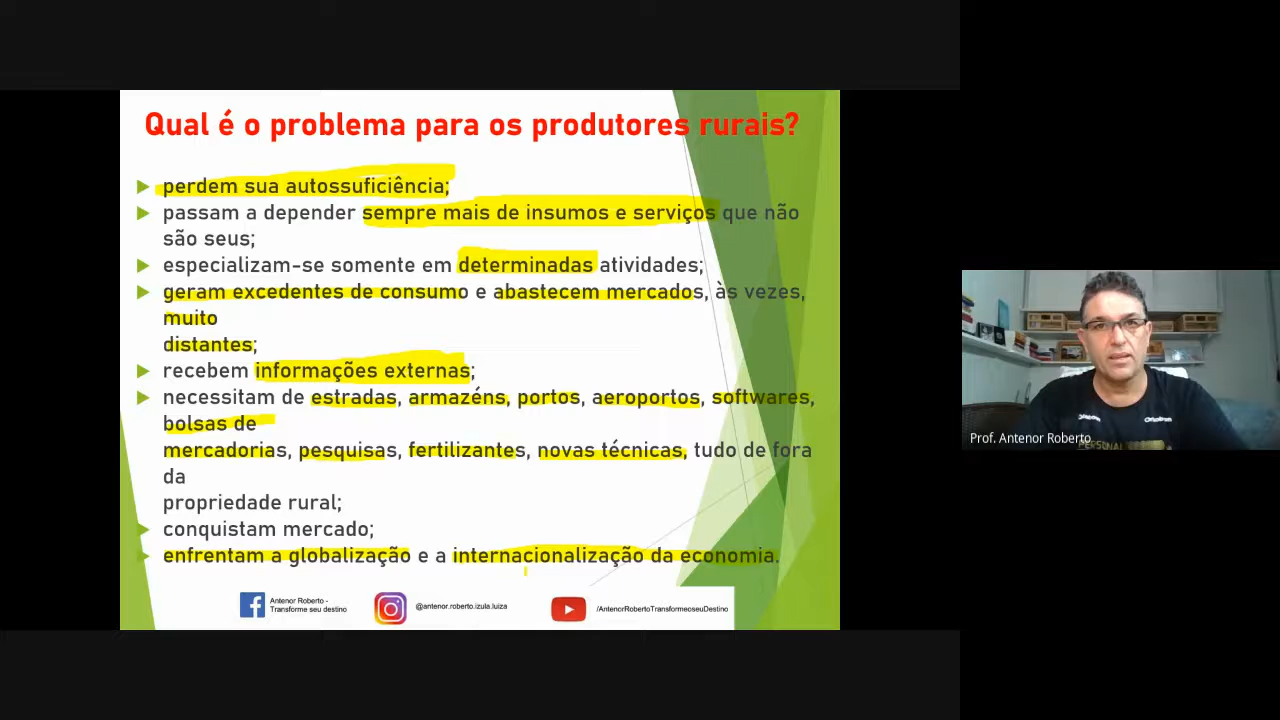 Qual é o problema para os produtores rurais?
perdem sua autossuficiência;
passam a depender sempre mais de insumos e serviços que não
são seus;
especializam-se somente em determinadas atividades;
geram excedentes de consumo e abastecem mercados, às vezes,
muito
distantes;
recebem informações externas;
necessitam de estradas, armazéns, portos, aeroportos, softwares,
bolsas de
mercadorias, pesquisas, fertilizantes, novas técnicas, tudo de fora
da
propriedade rural;
conquistam mercado;
enfrentam a globalização e a internacionalização da economia.
Antenor Roberto -
Transforme seu destino
@antenor.roberto.izula.luiza
/AntenorRobertoTransformeoseuDestino
Prof. Antenor Roberto
PERSONAL